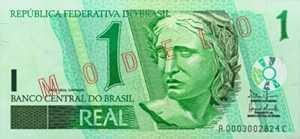 REPÚBLICA FEDERATIVA DO BRASIL
1
MODELO
1
BANCO CENTRAL DO BRASIL
REAL
A 0003002824 C